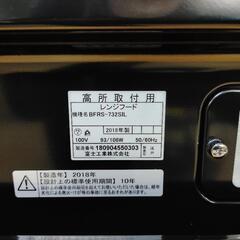 高所取付用
レンジフード
機種名 BFRS-732SIL
2018年製
100V 93/106W 50/60Hz
製造番号 180904550303
富士工業株式会社
【製造年】2018年
【設計上の標準使用期間】10年